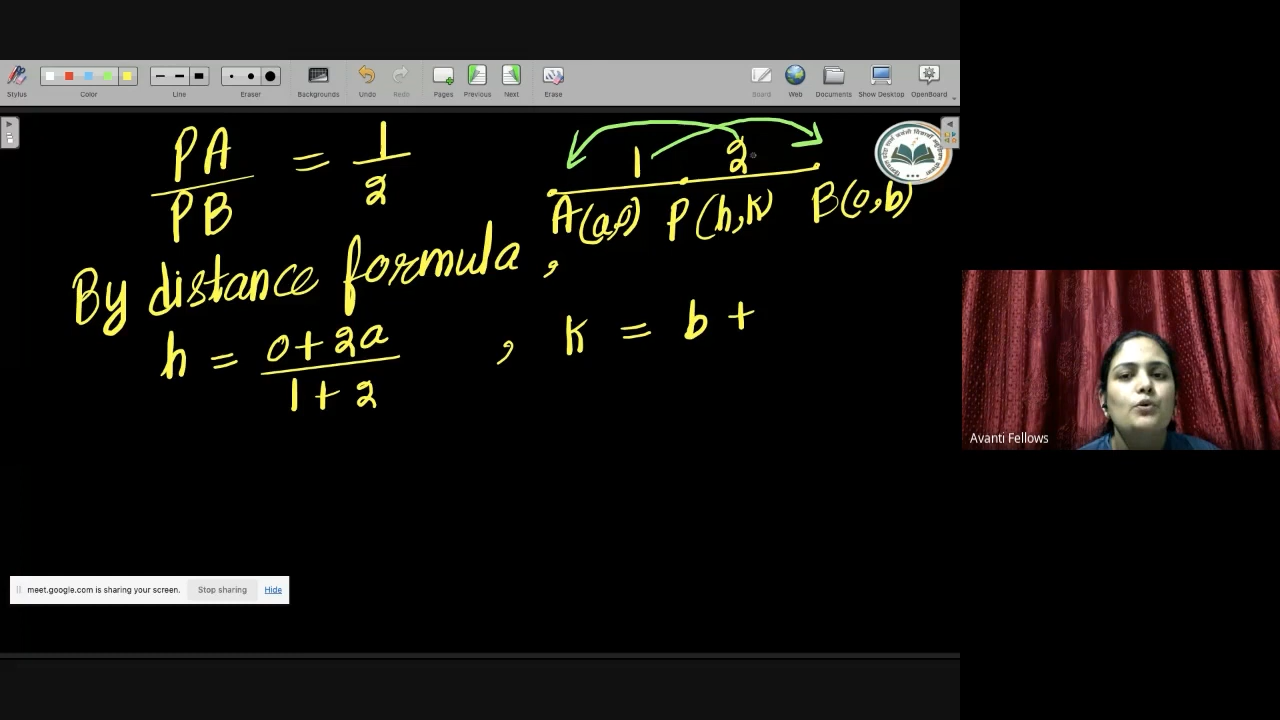 Stylus Color Line Eraser Backgrounds Undo Redo Pages Previous Next Erase Board Web Documents Show Desktop OpenBoard
PA / PB = 1 / 2
1 2
A(a,0) P(h,k) B(0,b)
By distance formula,
h = 0+2a / 1+2 , k = b +
Avanti Fellows
meet.google.com is sharing your screen. Stop sharing Hide